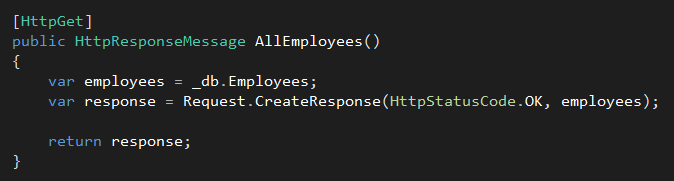 [HttpGet]
public HttpResponseMessage AllEmployees()
{
    var employees = _db.Employees;
    var response = Request.CreateResponse(HttpStatusCode.OK, employees);

    return response;
}